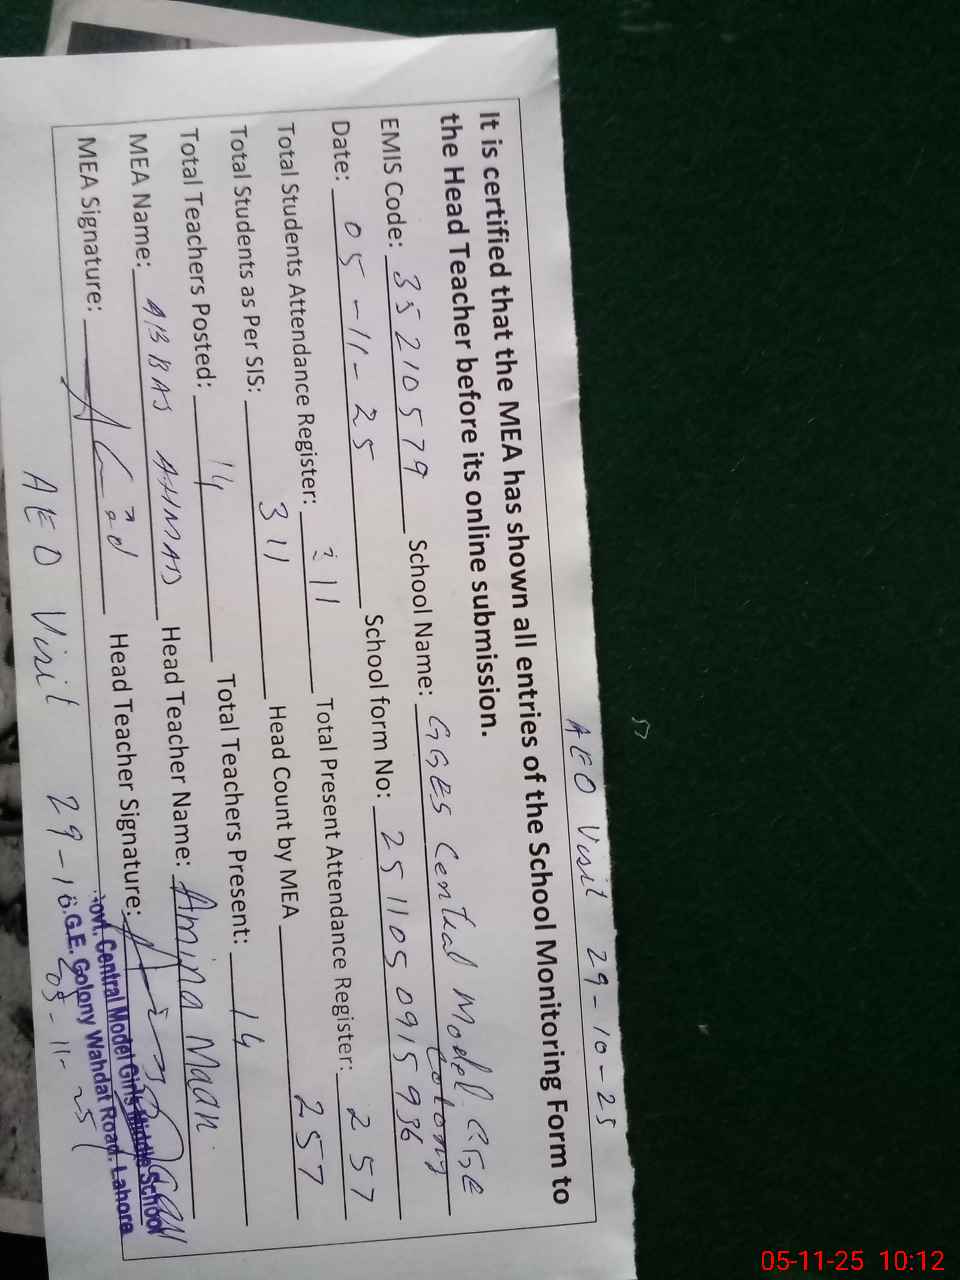 AEO Visit 29-10-25
It is certified that the MEA has shown all entries of the School Monitoring Form to
the Head Teacher before its online submission.
EMIS Code: 35210579 School Name: GGES Central Model GGE Colony
Date: 05-11-25 School form No: 2511050915936
Total Students Attendance Register: 311 Total Present Attendance Register: 257
Total Students as Per SIS: 311 Head Count by MEA 257
Total Teachers Posted: 14 Total Teachers Present: 14
MEA Name: ABBAS AHMAD Head Teacher Name: Amina Maan
MEA Signature: Head Teacher Signature:
Govt. Central Model Girls Middle School
G.E. Colony Wahdat Road, Lahore
AEO Visit 29-10
05-11-25
05-11-25 10:12